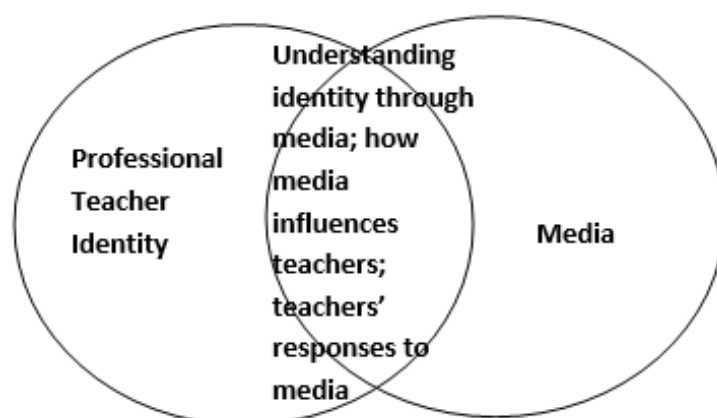 Professional
Teacher
Identity
Understanding
identity through
media; how
media
influences
teachers;
teachers’
responses to
media
Media